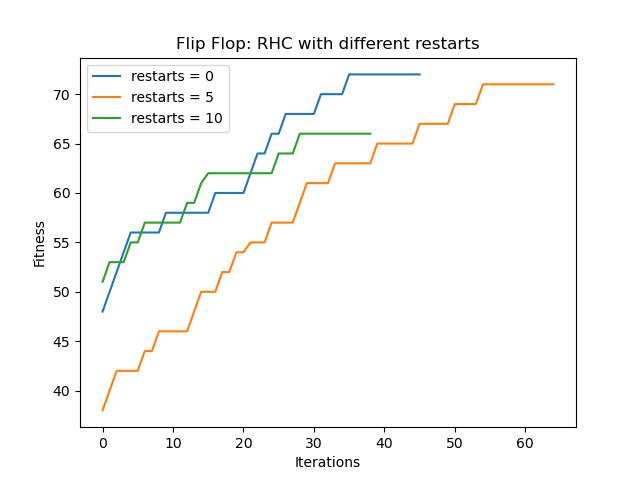 Flip Flop: RHC with different restarts
restarts = 0
restarts = 5
restarts = 10
Fitness
70
65
60
55
50
45
40
0 10 20 30 40 50 60
Iterations